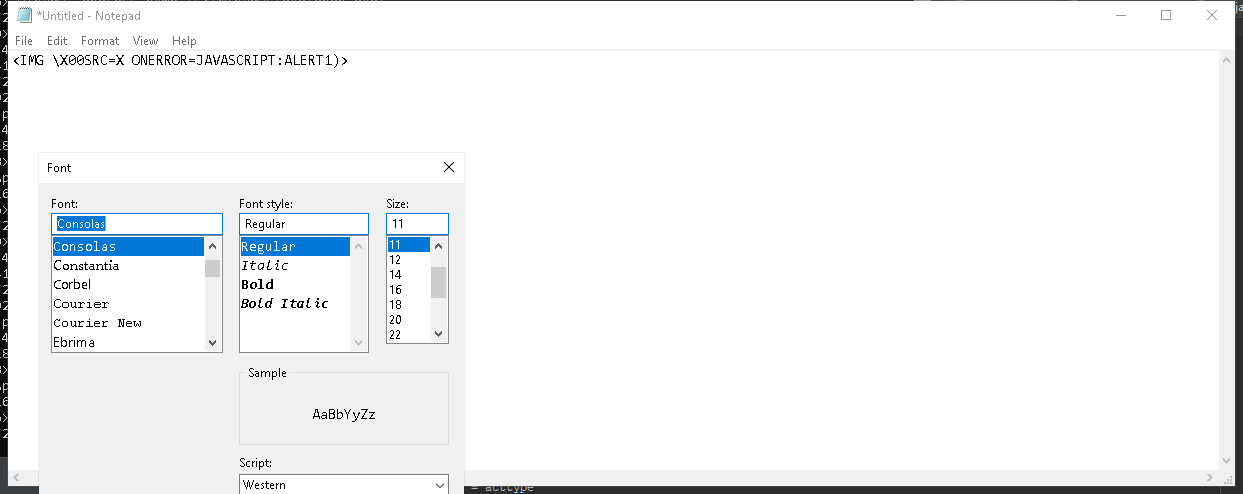 *Untitled - Notepad
File Edit Format View Help
<IMG \X00SRC=X ONERROR=JAVASCRIPT:ALERT1)>
Font
Font: Font style: Size:
Consolas Regular 11
Consolas Regular 11
Constantia Italic 12
Corbel Bold 14
Courier Bold Italic 16
Courier New 18
Ebrima 20
22
Sample
AaBbYyZz
Script:
Western
= acctype